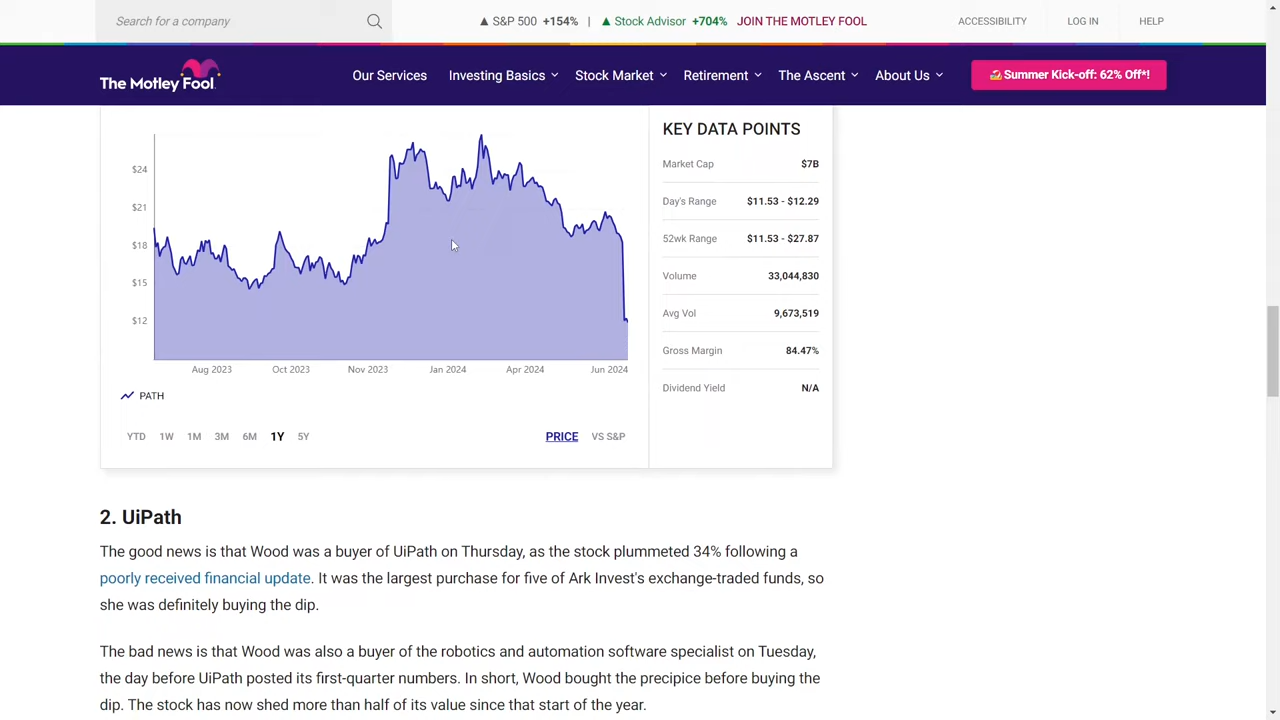 Search for a company
▲ S&P 500 +154% | ▲ Stock Advisor +704% JOIN THE MOTLEY FOOL
ACCESSIBILITY LOG IN HELP
The Motley Fool
Our Services Investing Basics Stock Market Retirement The Ascent About Us
Summer Kick-off: 62% Off*!
$24
$21
$18
$15
$12
Aug 2023 Oct 2023 Nov 2023 Jan 2024 Apr 2024 Jun 2024
PATH
YTD 1W 1M 3M 6M 1Y 5Y
PRICE VS S&P
KEY DATA POINTS
Market Cap $7B
Day's Range $11.53 - $12.29
52wk Range $11.53 - $27.87
Volume 33,044,830
Avg Vol 9,673,519
Gross Margin 84.47%
Dividend Yield N/A
2. UiPath
The good news is that Wood was a buyer of UiPath on Thursday, as the stock plummeted 34% following a
poorly received financial update. It was the largest purchase for five of Ark Invest's exchange-traded funds, so
she was definitely buying the dip.
The bad news is that Wood was also a buyer of the robotics and automation software specialist on Tuesday,
the day before UiPath posted its first-quarter numbers. In short, Wood bought the precipice before buying the
dip. The stock has now shed more than half of its value since that start of the year.